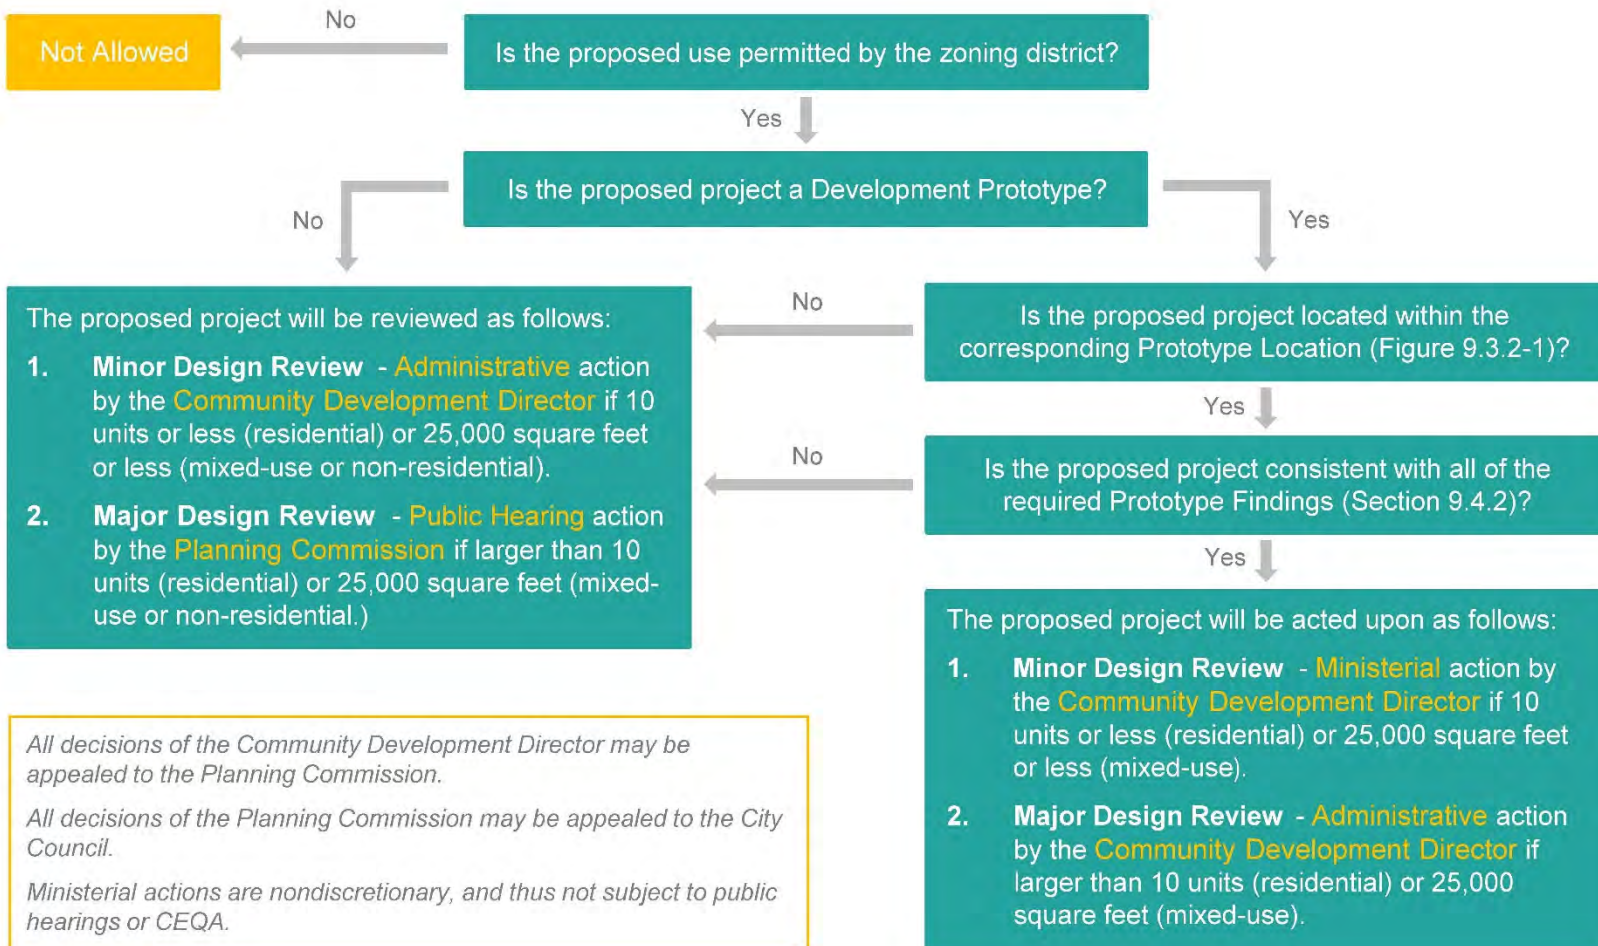 No
Not Allowed
Is the proposed use permitted by the zoning district?
Yes
Is the proposed project a Development Prototype?
No
Yes
The proposed project will be reviewed as follows:
1. Minor Design Review - Administrative action
by the Community Development Director if 10
units or less (residential) or 25,000 square feet
or less (mixed-use or non-residential).
2. Major Design Review - Public Hearing action
by the Planning Commission if larger than 10
units (residential) or 25,000 square feet (mixed-
use or non-residential.)
No
Is the proposed project located within the
corresponding Prototype Location (Figure 9.3.2-1)?
Yes
No
Is the proposed project consistent with all of the
required Prototype Findings (Section 9.4.2)?
Yes
The proposed project will be acted upon as follows:
1. Minor Design Review - Ministerial action by
the Community Development Director if 10
units or less (residential) or 25,000 square feet
or less (mixed-use).
2. Major Design Review - Administrative action
by the Community Development Director if
larger than 10 units (residential) or 25,000
square feet (mixed-use).
All decisions of the Community Development Director may be
appealed to the Planning Commission.
All decisions of the Planning Commission may be appealed to the City
Council.
Ministerial actions are nondiscretionary, and thus not subject to public
hearings or CEQA.